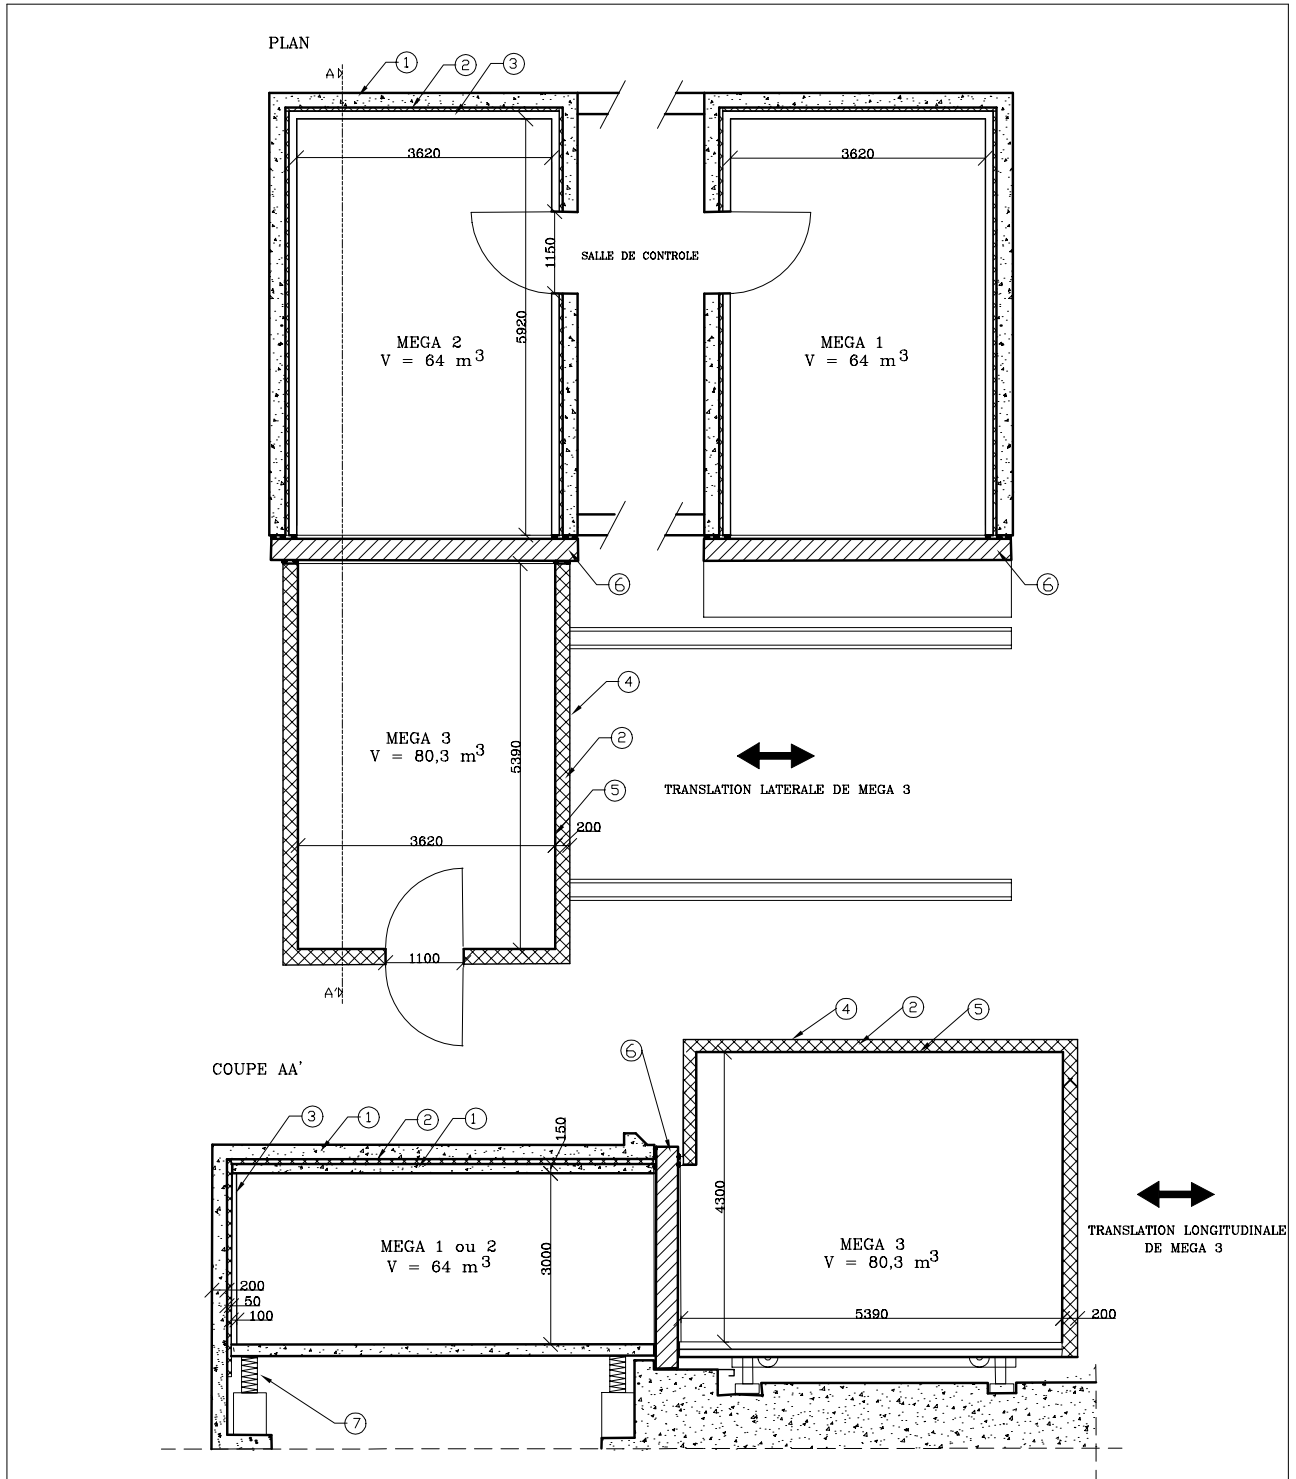 PLAN
A
1
2
3
3620
3620
1150
SALLE DE CONTROLE
5920
MEGA 2
V = 64 m3
MEGA 1
V = 64 m3
6
6
4
2
5
MEGA 3
V = 80,3 m3
5390
TRANSLATION LATERALE DE MEGA 3
200
3620
1100
A'
4
2
5
COUPE AA'
6
3
1
2
1
150
4300
3000
MEGA 1 ou 2
V = 64 m3
MEGA 3
V = 80,3 m3
TRANSLATION LONGITUDINALE
DE MEGA 3
200
50
100
5390
200
7